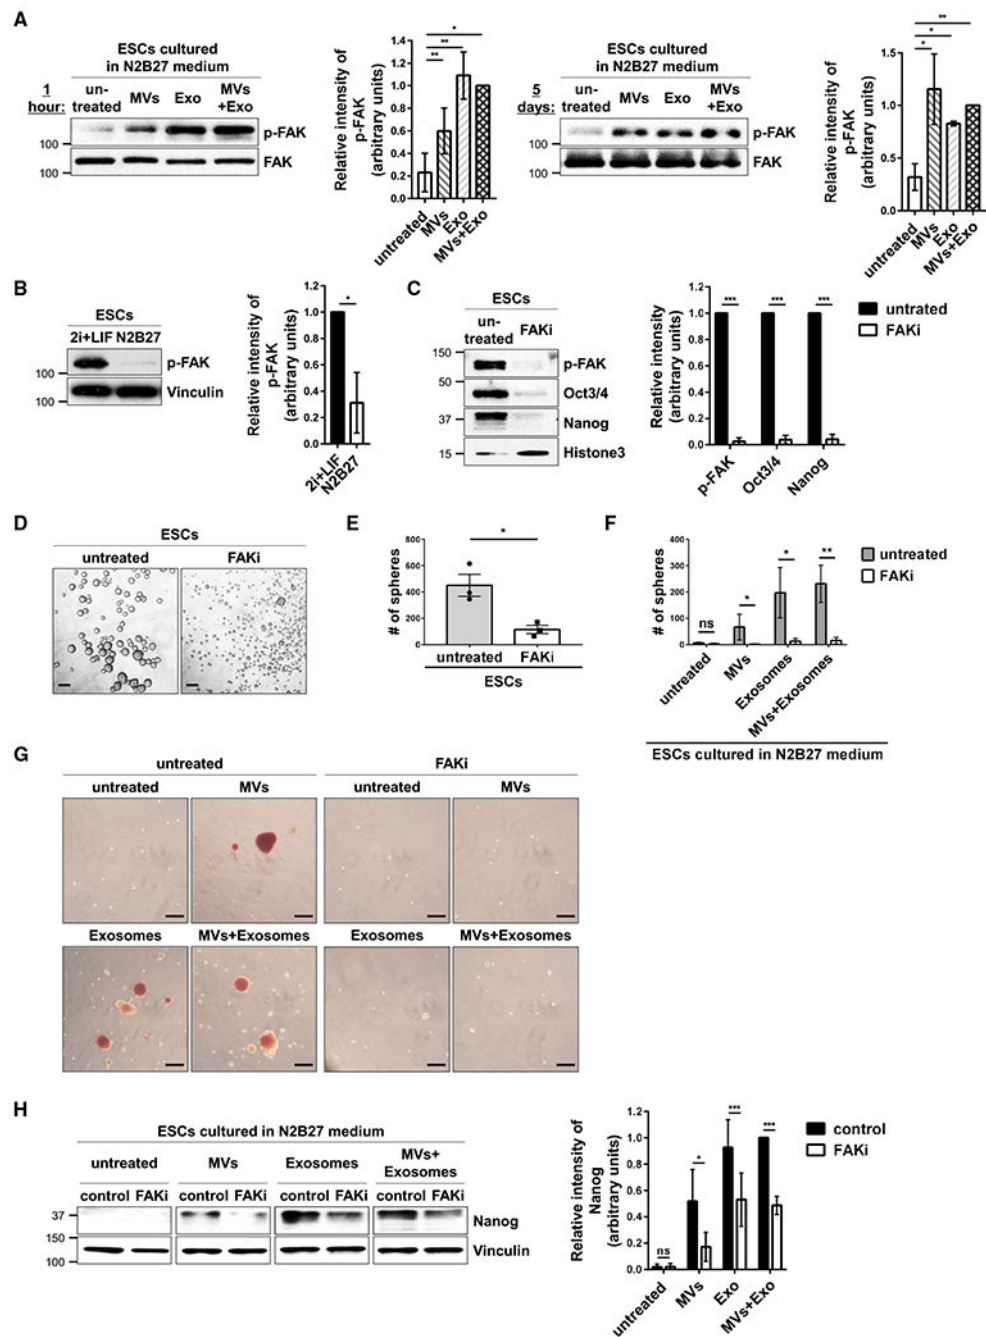 A
ESCs cultured
in N2B27 medium
1
hour:
un-
treated
MVs
Exo
MVs
+Exo
p-FAK
100
FAK
100
Relative intensity of
p-FAK
(arbitrary units)
1.4
1.2
1.0
0.8
0.6
0.4
0.2
0.0
*
**
**
untreated
MVs
Exo
MVs+Exo
ESCs cultured
in N2B27 medium
5
days:
un-
treated
MVs
Exo
MVs
+Exo
p-FAK
100
FAK
100
Relative intensity of
p-FAK
(arbitrary units)
1.5
1.0
0.5
0.0
**
*
*
untreated
MVs
Exo
MVs+Exo
B
ESCs
2i+LIF N2B27
p-FAK
100
Vinculin
100
Relative intensity of
p-FAK
(arbitrary units)
1.2
1.0
0.8
0.6
0.4
0.2
0.0
*
2i+LIF
N2B27
C
ESCs
un-
treated
FAKi
150
p-FAK
50
Oct3/4
37
Nanog
15
Histone3
Relative intensity
(arbitrary units)
1.2
1.0
0.8
0.6
0.4
0.2
0.0
*** *** ***
p-FAK
Oct3/4
Nanog
untrated
FAKi
D
ESCs
untreated
FAKi
E
# of spheres
800
600
400
200
0
*
untreated FAKi
ESCs
F
# of spheres
400
300
200
100
0
ns
*
*
**
untreated
MVs
Exosomes
MVs+Exosomes
ESCs cultured in N2B27 medium
untreated
FAKi
G
untreated
FAKi
untreated
MVs
untreated
MVs
Exosomes
MVs+Exosomes
Exosomes
MVs+Exosomes
H
ESCs cultured in N2B27 medium
untreated
MVs
Exosomes
MVs+
Exosomes
control FAKi
control FAKi
control FAKi
control FAKi
37
Nanog
150
Vinculin
100
Relative intensity of
Nanog
(arbitrary units)
1.2
1.0
0.8
0.6
0.4
0.2
0.0
ns
*
***
***
untreated
MVs
Exo
MVs+Exo
control
FAKi